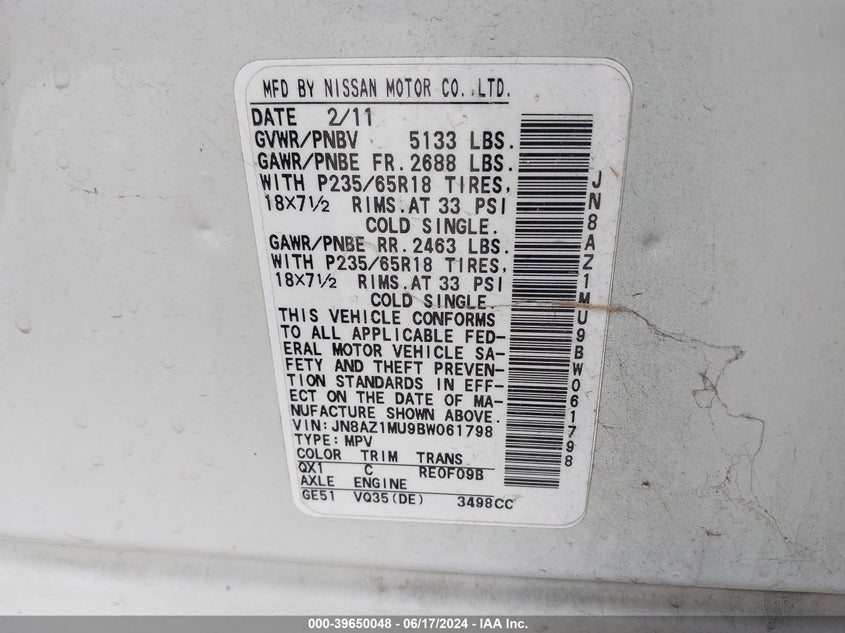 MFD BY NISSAN MOTOR CO.,LTD.
DATE 2/11
GVWR/PNBV 5133 LBS.
GAWR/PNBE FR. 2688 LBS.
WITH P235/65R18 TIRES,
18×7½ RIMS.AT 33 PSI
COLD SINGLE.
GAWR/PNBE RR. 2463 LBS.
WITH P235/65R18 TIRES,
18×7½ RIMS.AT 33 PSI
COLD SINGLE.
THIS VEHICLE CONFORMS
TO ALL APPLICABLE FED-
ERAL MOTOR VEHICLE SA-
FETY AND THEFT PREVEN-
TION STANDARDS IN EFF-
ECT ON THE DATE OF MA-
NUFACTURE SHOWN ABOVE.
VIN:JN8AZ1MU9BW061798
TYPE:MPV
COLOR TRIM TRANS
QX1 C RE0F09B
AXLE ENGINE
GE51 VQ35(DE) 3498CC
JN8AZ1MU9BW061798
000-39650048 - 06/17/2024 - IAA Inc.